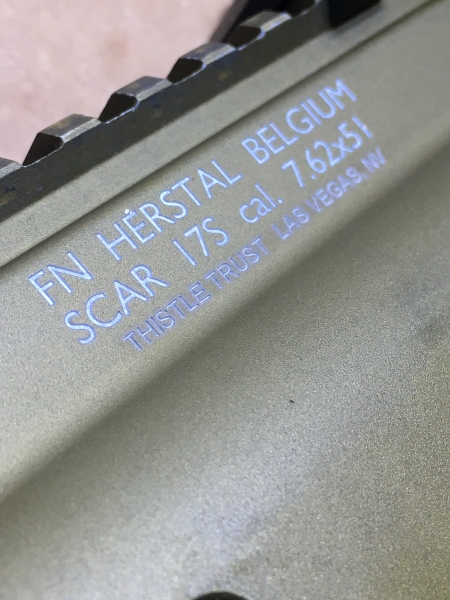 FN HERSTAL BELGIUM
SCAR 17S cal. 7.62x51
THISTLE TRUST LAS VEGAS, NV